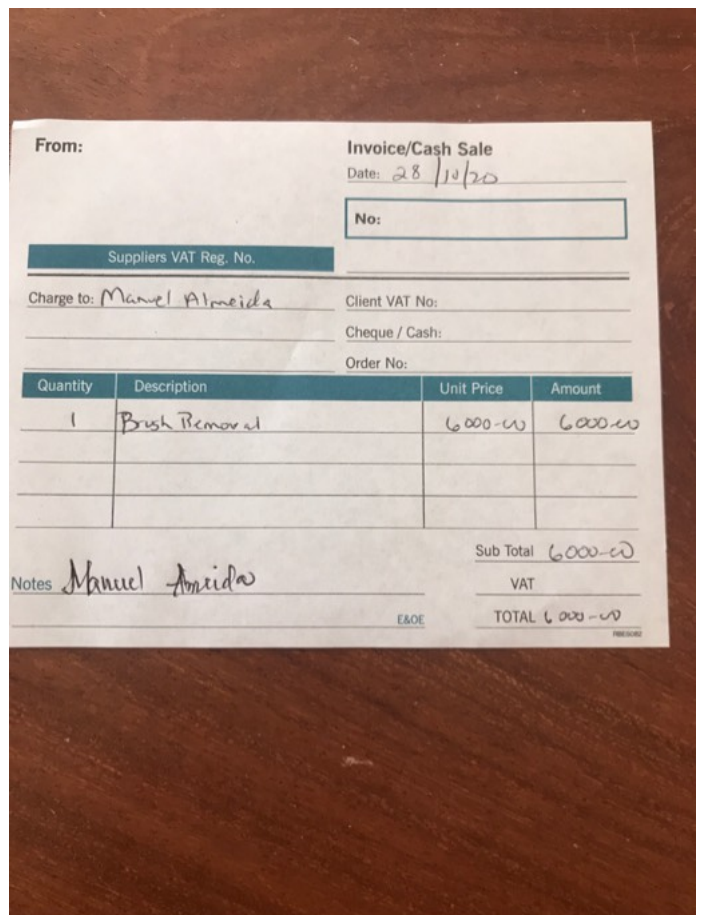 From:
Invoice/Cash Sale
Date: 28/10/20
No:
Suppliers VAT Reg. No.
Charge to: Manuel Almeida
Client VAT No:
Cheque / Cash:
Order No:
Quantity Description Unit Price Amount
1 Bush Removal 6000-00 6000-00
Sub Total 6000-00
Notes Manuel Ameida
VAT
E&OE
TOTAL 6000-00